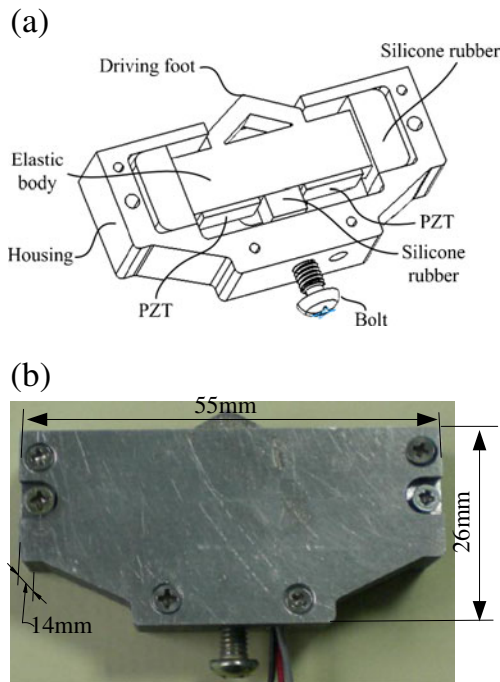 (a)
Silicone rubber
Driving foot
Elastic
body
Housing
PZT
Silicone
rubber
PZT
Bolt
(b)
55mm
26mm
14mm